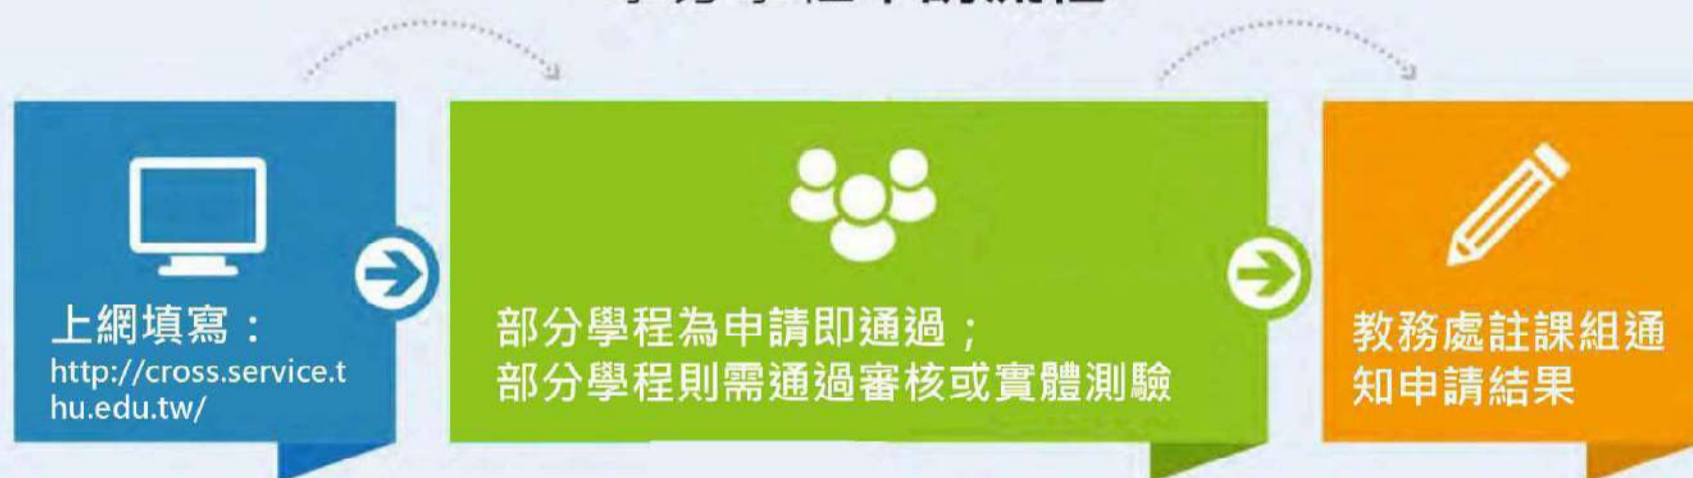 上網填寫：
http://cross.service.t
hu.edu.tw/
部分學程為申請即通過；
部分學程則需通過審核或實體測驗
教務處註課組通
知申請結果